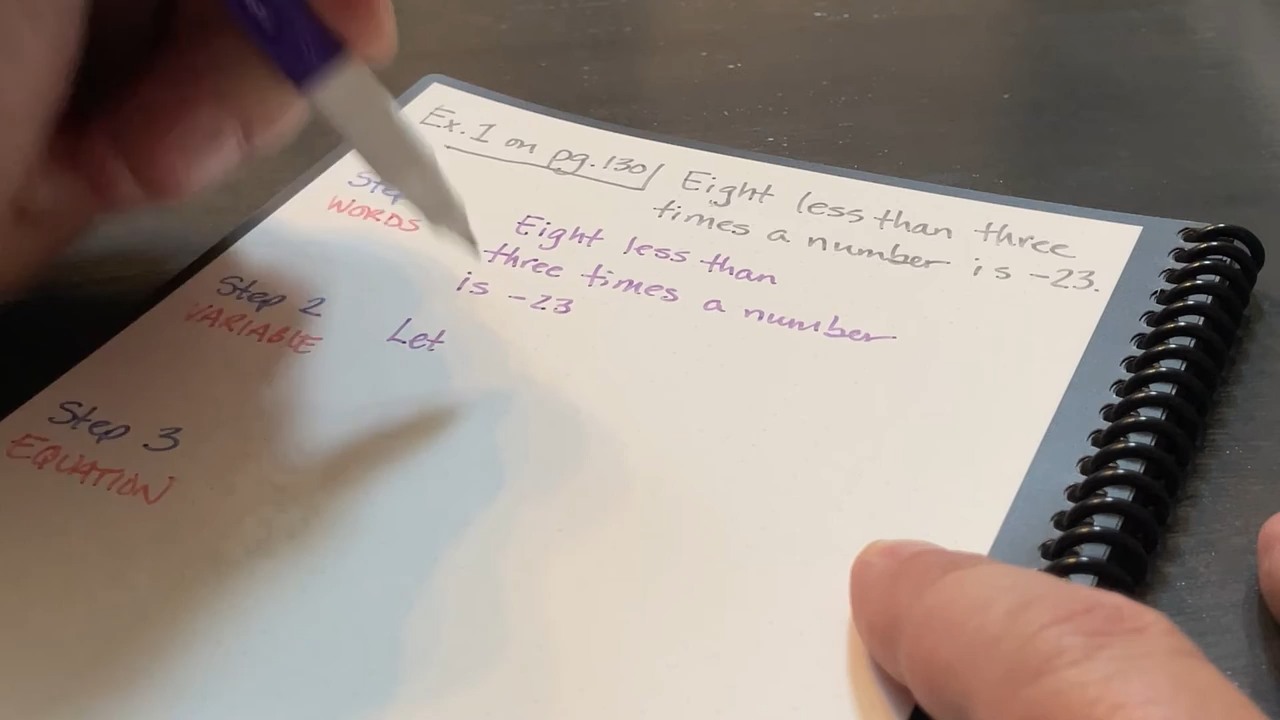 Ex. 1 on pg. 130/ Eight less than three
times a number is -23.
WORDS
Eight less than
three times a number
is -23
Step 2
VARIABLE Let
Step 3
EQUATION